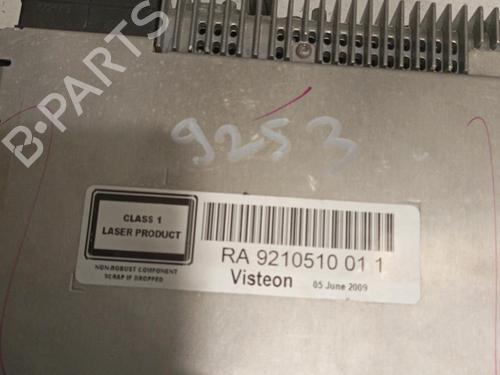 B-PARTS
9253
CLASS 1
LASER PRODUCT
NON ROBUST COMPONENT
SCRAP IF DROPPED
RA 9210510 01 1
Visteon 05 June 2009